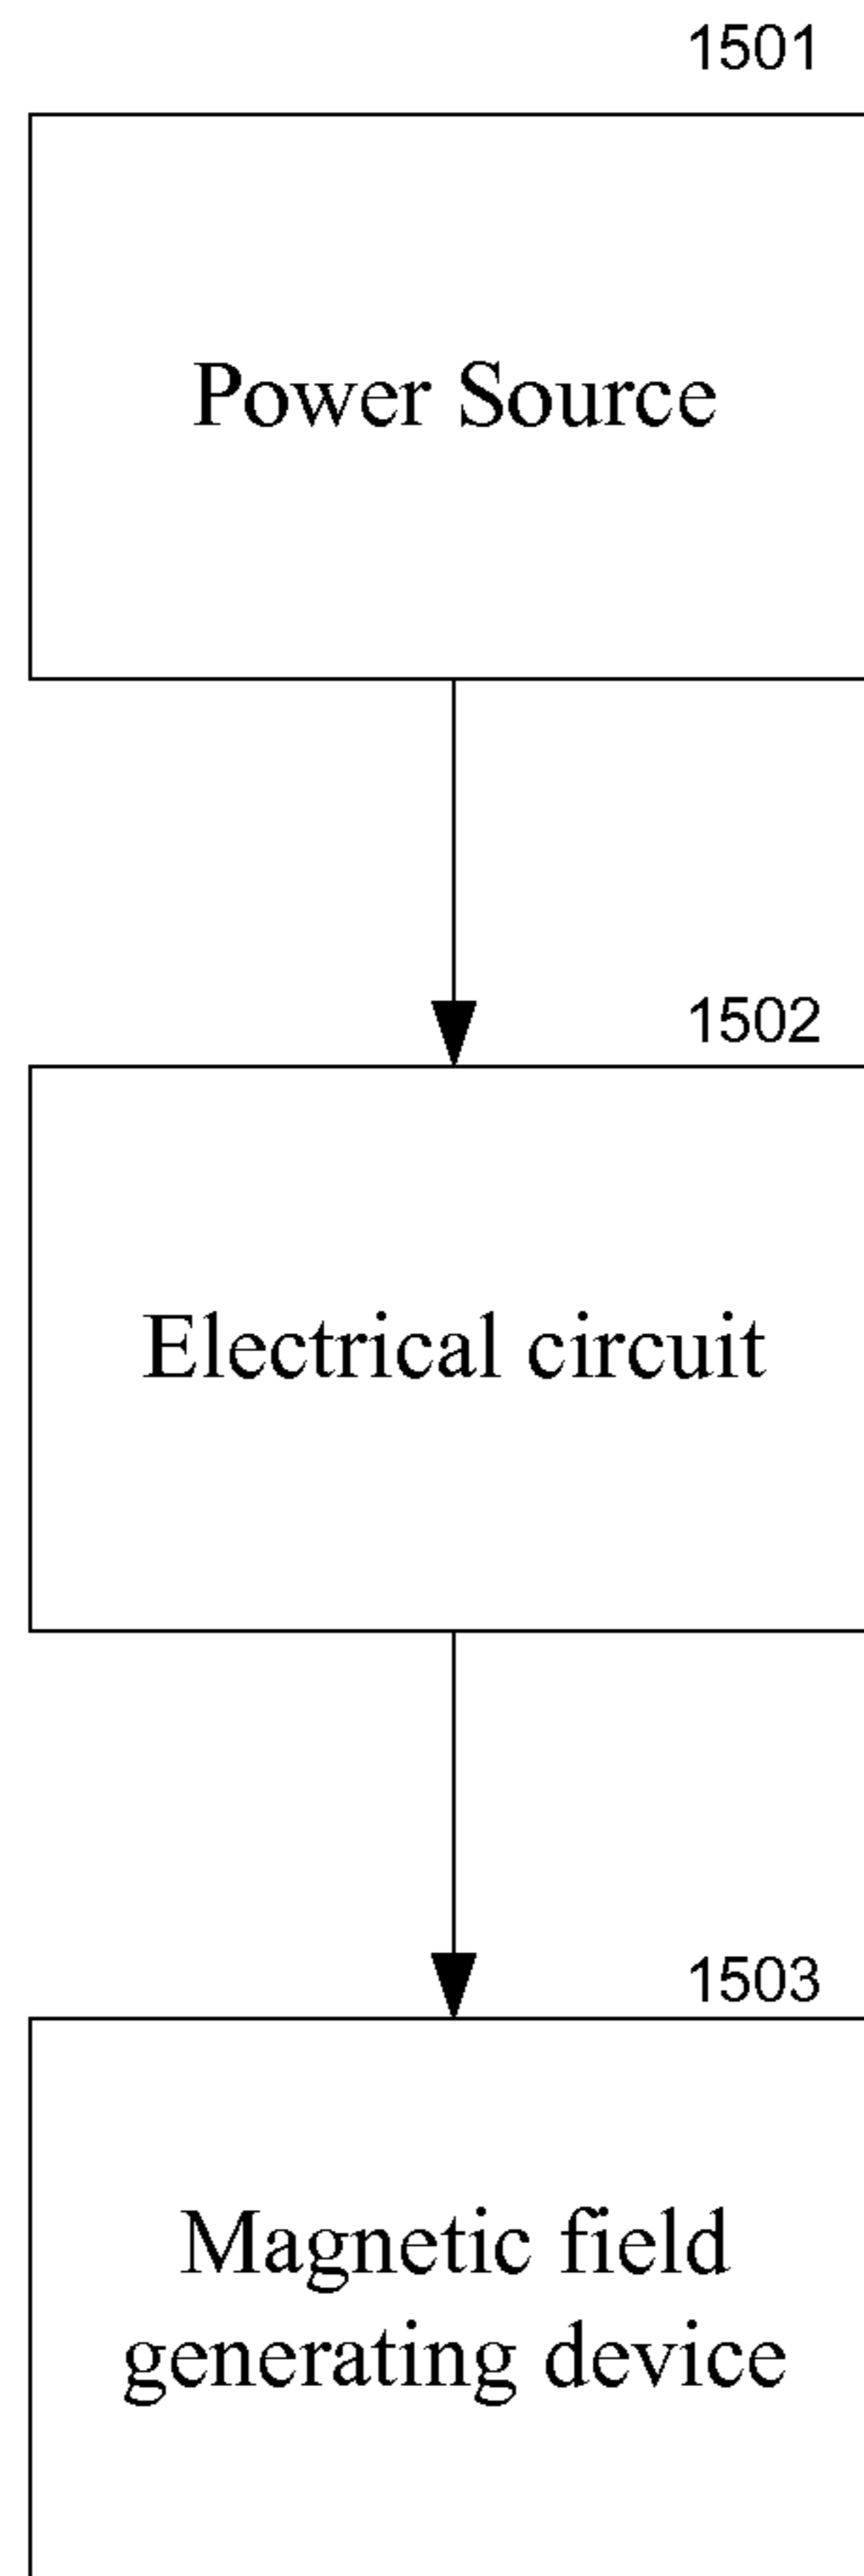 1501
Power Source
1502
Electrical circuit
1503
Magnetic field
generating device